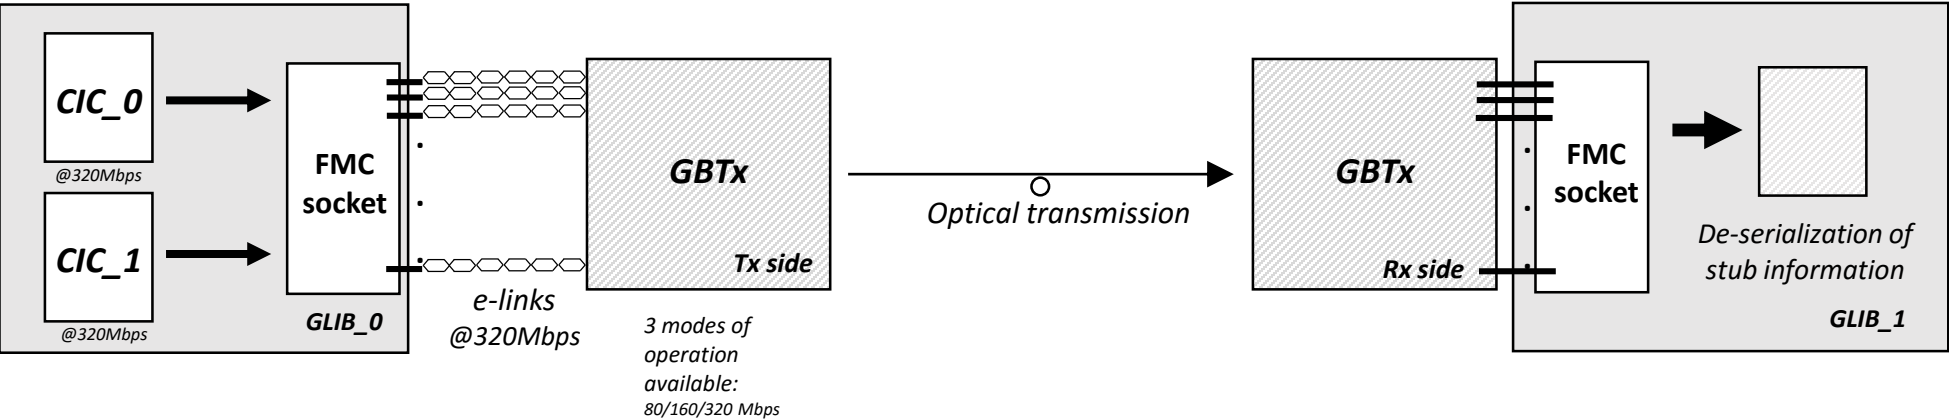 CIC_0
@320Mbps
CIC_1
@320Mbps
FMC
socket
GLIB_0
e-links
@320Mbps
GBTx
Tx side
3 modes of
operation
available:
80/160/320 Mbps
Optical transmission
GBTx
Rx side
FMC
socket
De-serialization of
stub information
GLIB_1